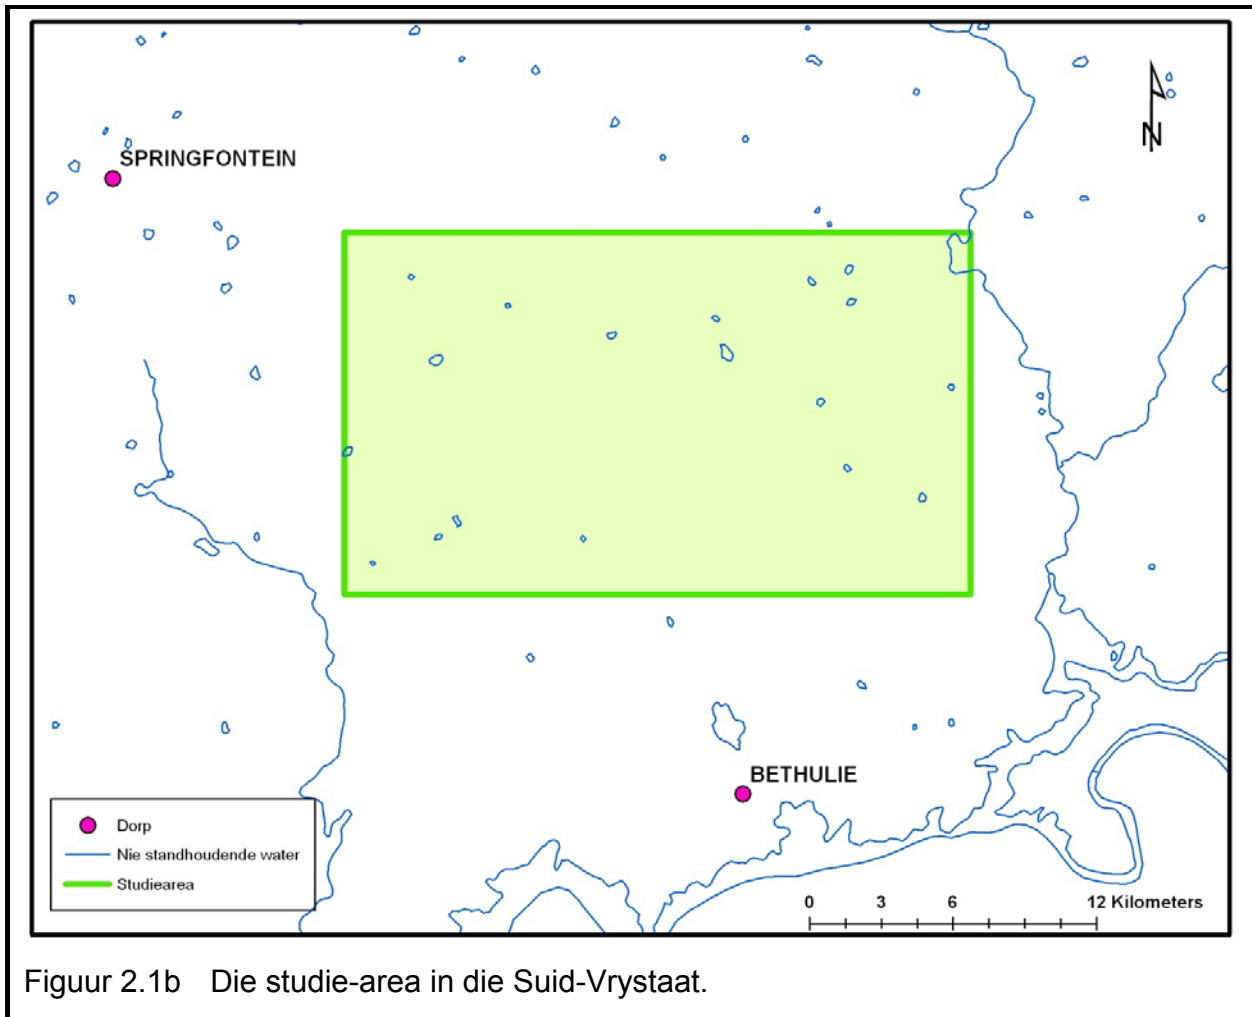 N
SPRINGFONTEIN
BETHULIE
Dorp
Nie standhoudende water
Studiearea
0 3 6 12 Kilometers
Figuur 2.1b Die studie-area in die Suid-Vrystaat.